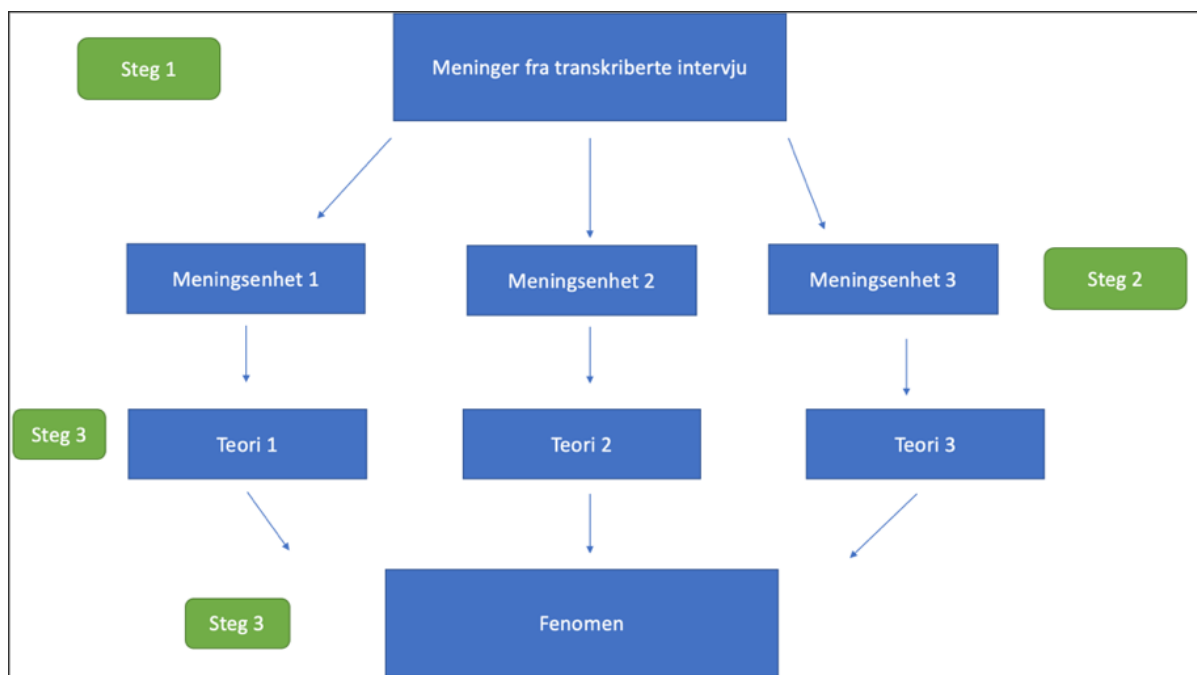 Steg 1
Meninger fra transkriberte intervju
Meningsenhet 1
Meningsenhet 2
Meningsenhet 3
Steg 2
Steg 3
Teori 1
Teori 2
Teori 3
Steg 3
Fenomen